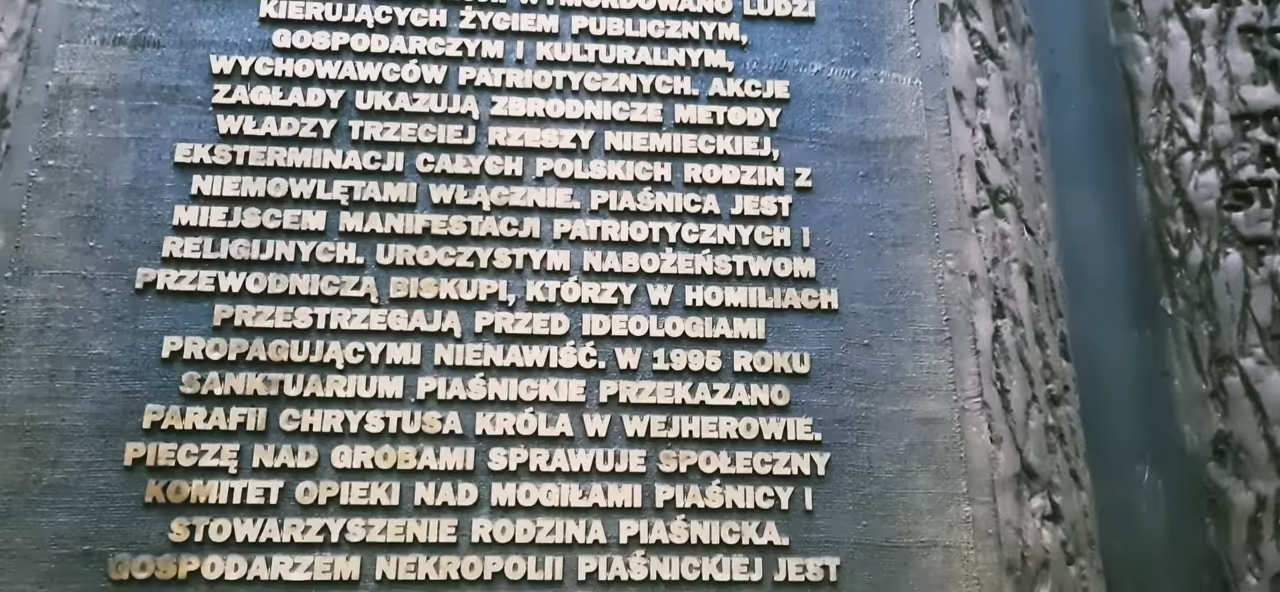 WYMORDOWANO LUDZI
KIERUJĄCYCH ŻYCIEM PUBLICZNYM,
GOSPODARCZYM I KULTURALNYM,
WYCHOWAWCÓW PATRIOTYCZNYCH. AKCJE
ZAGŁADY UKAZUJĄ ZBRODNICZE METODY
WŁADZY TRZECIEJ RZESZY NIEMIECKIEJ,
EKSTERMINACJI CAŁYCH POLSKICH RODZIN Z
NIEMOWLĘTAMI WŁĄCZNIE. PIAŚNICA JEST
MIEJSCEM MANIFESTACJI PATRIOTYCZNYCH I
RELIGIJNYCH. UROCZYSTYM NABOŻEŃSTWOM
PRZEWODNICZĄ BISKUPI, KTÓRZY W HOMILIACH
PRZESTRZEGAJĄ PRZED IDEOLOGIAMI
PROPAGUJĄCYMI NIENAWIŚĆ. W 1995 ROKU
SANKTUARIUM PIAŚNICKIE PRZEKAZANO
PARAFII CHRYSTUSA KRÓLA W WEJHEROWIE.
PIECZĘ NAD GROBAMI SPRAWUJE SPOŁECZNY
KOMITET OPIEKI NAD MOGIŁAMI PIAŚNICY I
STOWARZYSZENIE RODZINA PIAŚNICKA.
GOSPODARZEM NEKROPOLII PIAŚNICKIEJ JEST